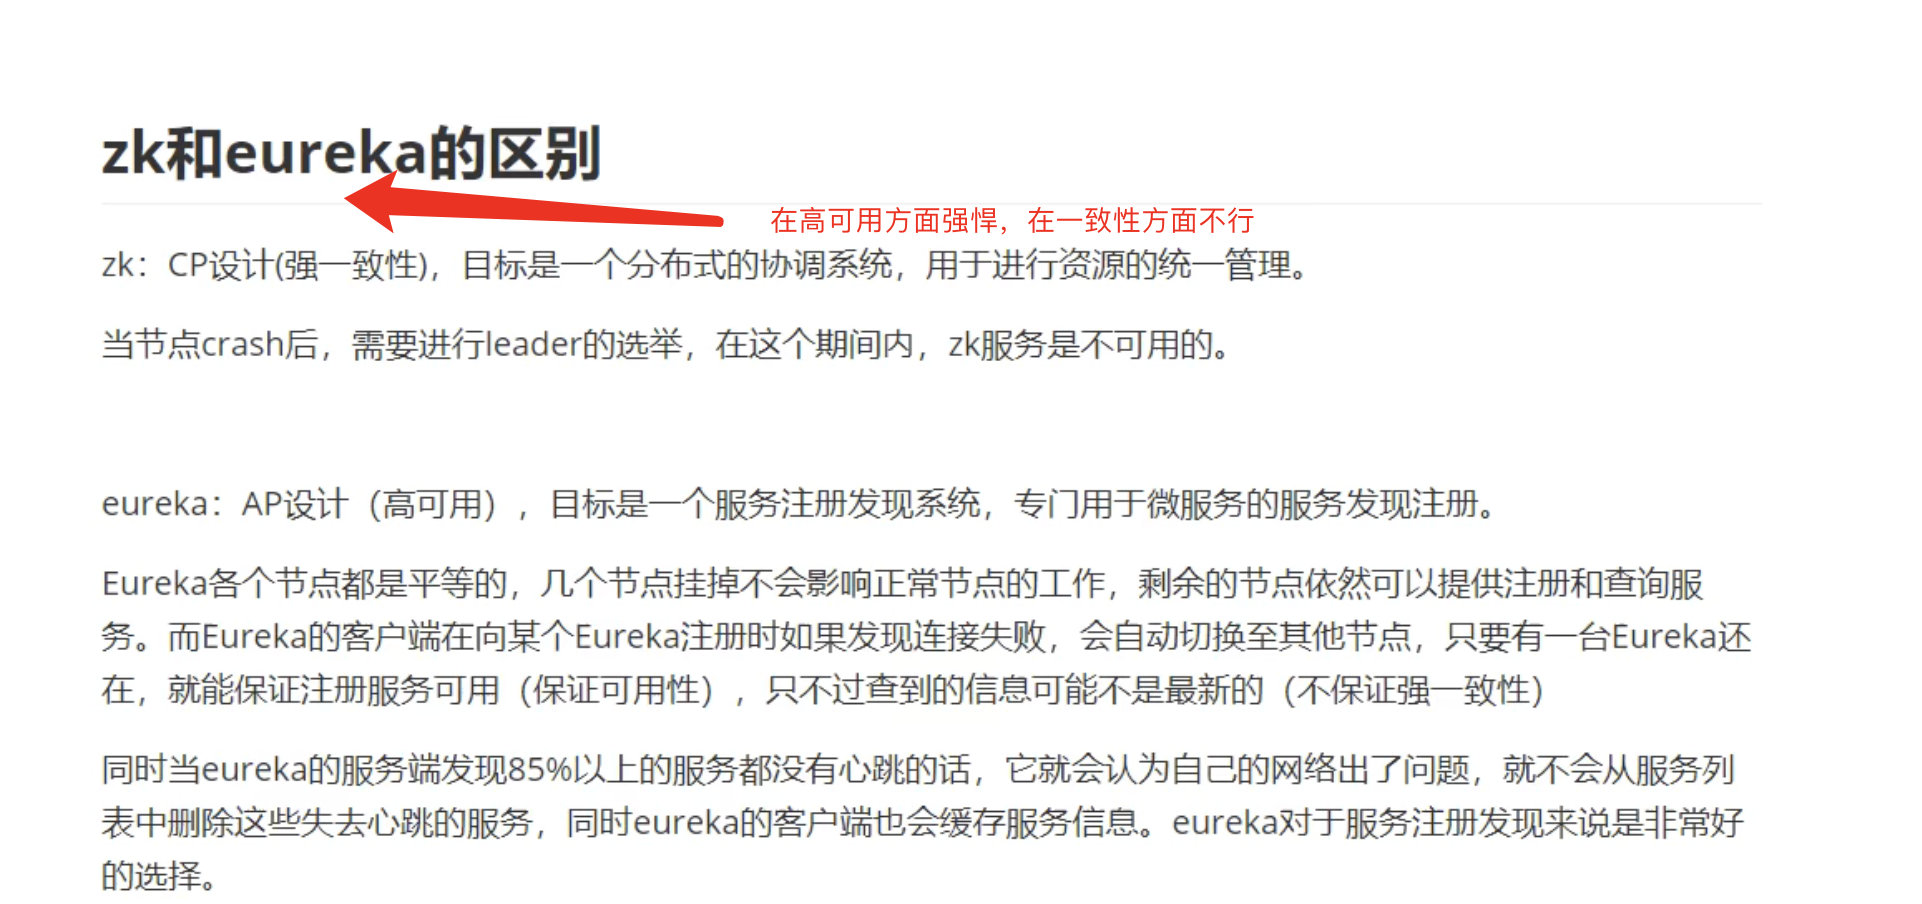 zk和eureka的区别
在高可用方面强悍，在一致性方面不行
zk：CP设计(强一致性)，目标是一个分布式的协调系统，用于进行资源的统一管理。
当节点crash后，需要进行leader的选举，在这个期间内，zk服务是不可用的。
eureka：AP设计（高可用），目标是一个服务注册发现系统，专门用于微服务的服务发现注册。
Eureka各个节点都是平等的，几个节点挂掉不会影响正常节点的工作，剩余的节点依然可以提供注册和查询服
务。而Eureka的客户端在向某个Eureka注册时如果发现连接失败，会自动切换至其他节点，只要有一台Eureka还
在，就能保证注册服务可用（保证可用性），只不过查到的信息可能不是最新的（不保证强一致性）
同时当eureka的服务端发现85%以上的服务都没有心跳的话，它就会认为自己的网络出了问题，就不会从服务列
表中删除这些失去心跳的服务，同时eureka的客户端也会缓存服务信息。eureka对于服务注册发现来说是非常好
的选择。